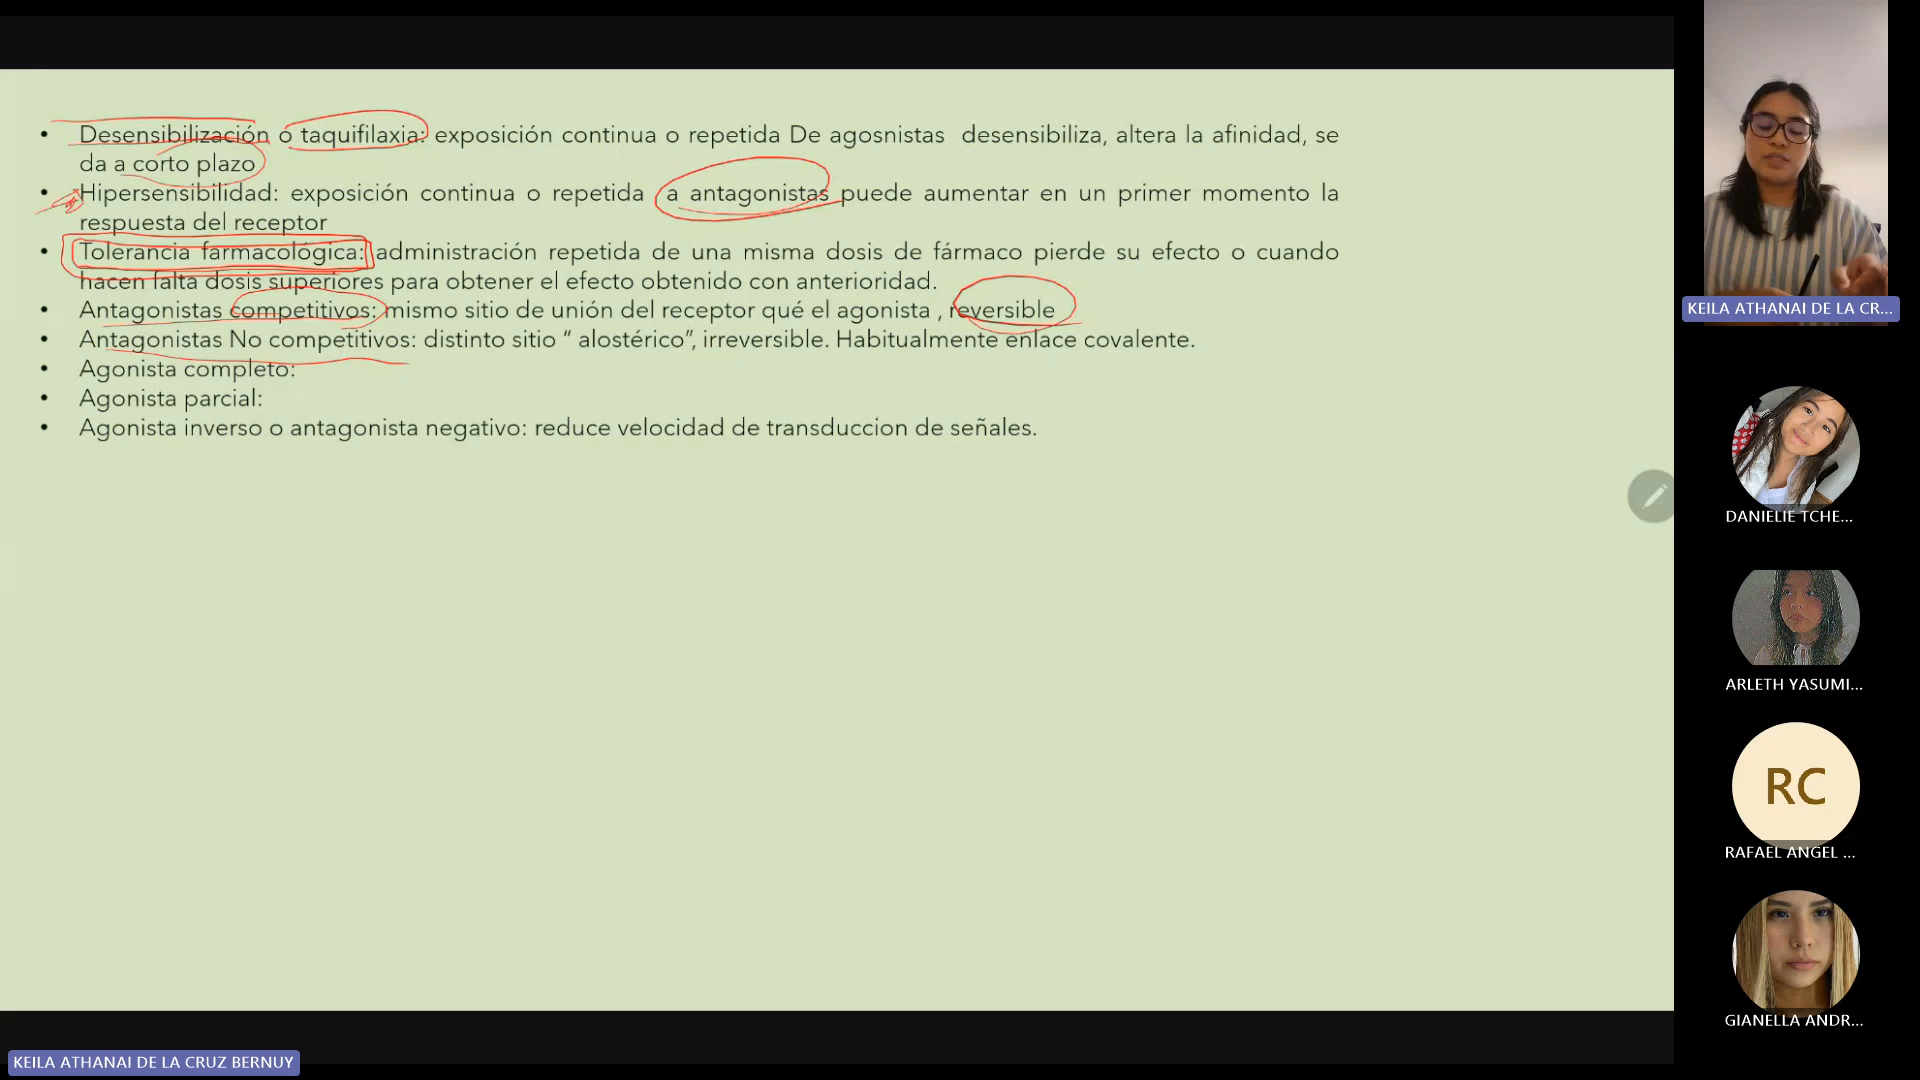 • Desensibilización o taquifilaxia: exposición continua o repetida De agosnistas desensibiliza, altera la afinidad, se
da a corto plazo
• Hipersensibilidad: exposición continua o repetida a antagonistas puede aumentar en un primer momento la
respuesta del receptor
• Tolerancia farmacológica: administración repetida de una misma dosis de fármaco pierde su efecto o cuando
hacen falta dosis superiores para obtener el efecto obtenido con anterioridad.
• Antagonistas competitivos: mismo sitio de unión del receptor qué el agonista , reversible
• Antagonistas No competitivos: distinto sitio “ alostérico”, irreversible. Habitualmente enlace covalente.
• Agonista completo:
• Agonista parcial:
• Agonista inverso o antagonista negativo: reduce velocidad de transduccion de señales.
KEILA ATHANAI DE LA CR...
DANIELIE TCHE...
ARLETH YASUMI...
RC
RAFAEL ANGEL ...
GIANELLA ANDR...
KEILA ATHANAI DE LA CRUZ BERNUY